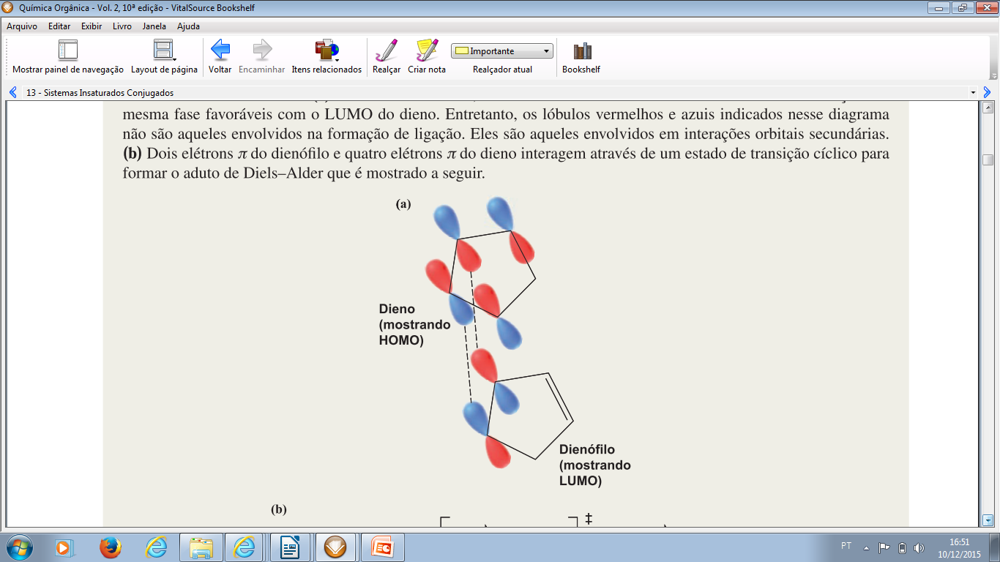 Química Orgânica - Vol. 2, 10ª edição - VitalSource Bookshelf
Arquivo Editar Exibir Livro Janela Ajuda
Mostrar painel de navegação Layout de página Voltar Encaminhar Itens relacionados Realçar Criar nota Importante Realçador atual Bookshelf
13 - Sistemas Insaturados Conjugados
mesma fase favoráveis com o LUMO do dieno. Entretanto, os lóbulos vermelhos e azuis indicados nesse diagrama
não são aqueles envolvidos na formação de ligação. Eles são aqueles envolvidos em interações orbitais secundárias.
(b) Dois elétrons π do dienófilo e quatro elétrons π do dieno interagem através de um estado de transição cíclico para
formar o aduto de Diels–Alder que é mostrado a seguir.
(a)
Dieno
(mostrando
HOMO)
Dienófilo
(mostrando
LUMO)
(b)
‡
PT
16:51
10/12/2015